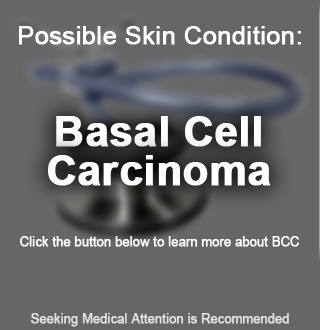 Possible Skin Condition:
Basal Cell
Carcinoma
Click the button below to learn more about BCC
Seeking Medical Attention is Recommended